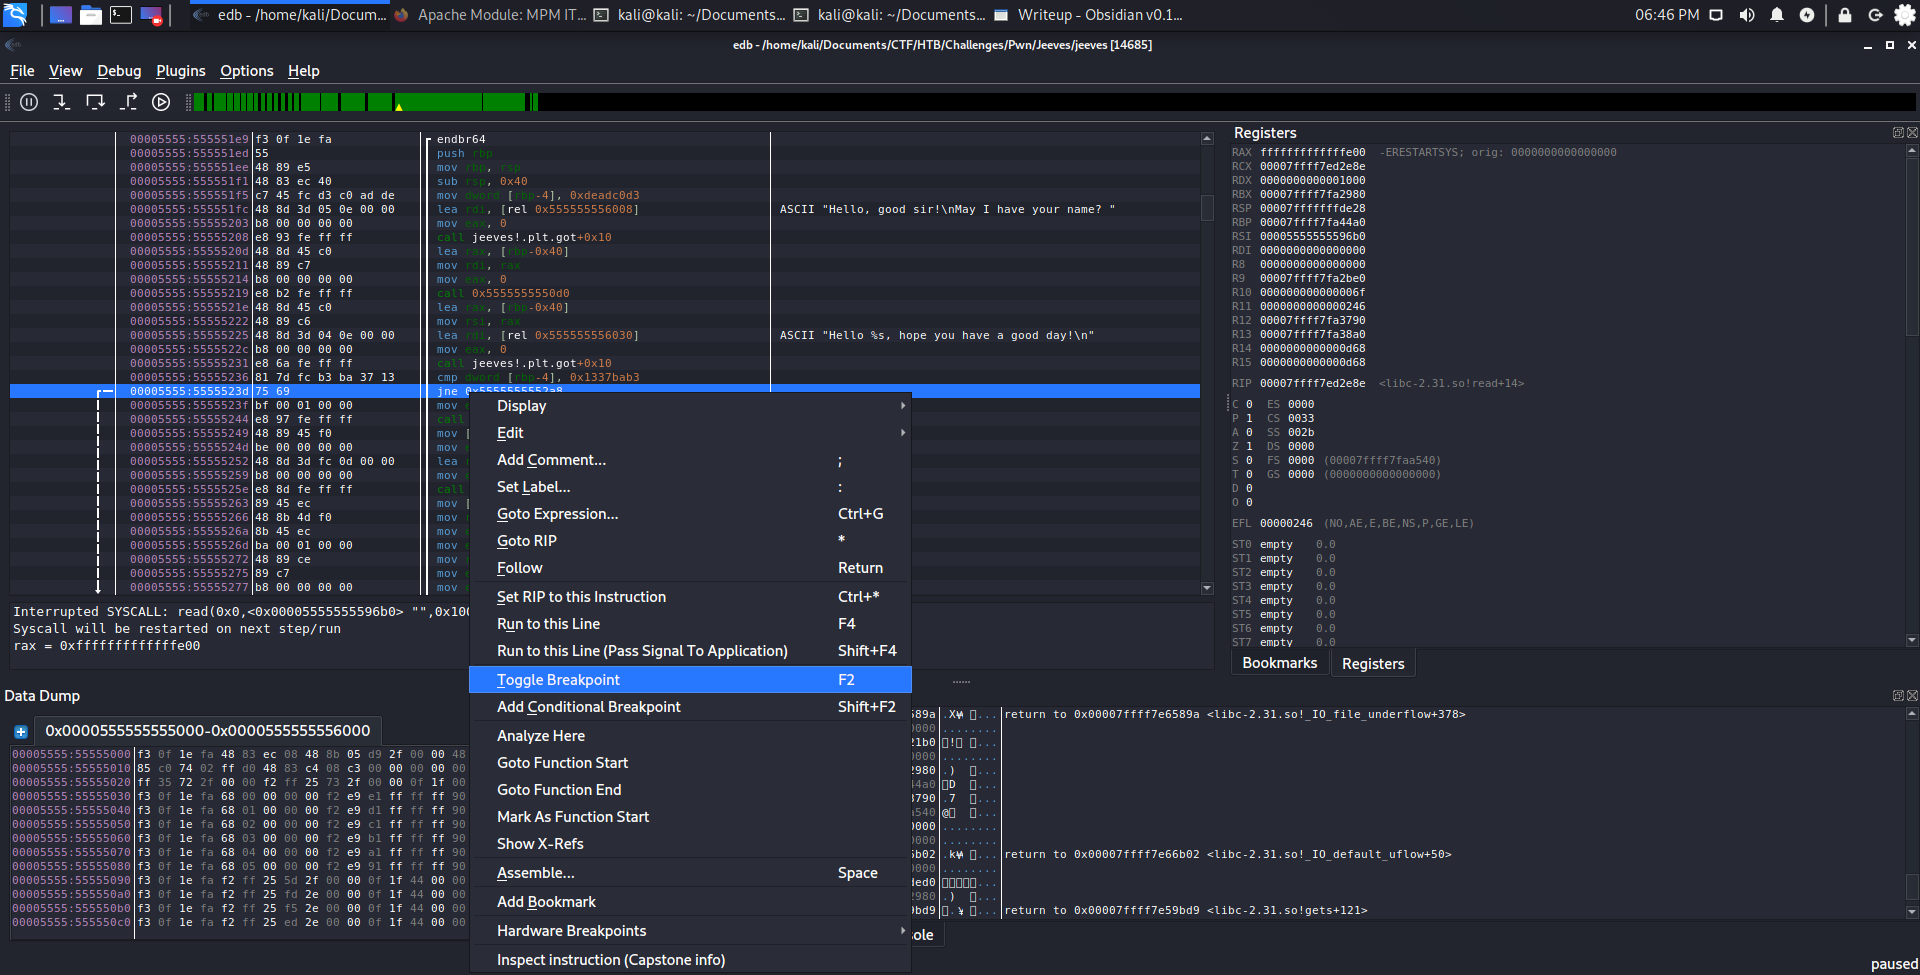 edb - /home/kali/Docum...
Apache Module: MPM IT...
kali@kali: ~/Documents...
kali@kali: ~/Documents...
Writeup - Obsidian v0.1...
06:46 PM
edb - /home/kali/Documents/CTF/HTB/Challenges/Pwn/Jeeves/jeeves [14685]
File View Debug Plugins Options Help
00005555:555551e9 f3 0f 1e fa endbr64
00005555:555551ed 55 push rbp
00005555:555551ee 48 89 e5 mov rbp, rsp
00005555:555551f1 48 83 ec 40 sub rsp, 0x40
00005555:555551f5 c7 45 fc d3 c0 ad de mov dword [rbp-4], 0xdeadc0d3
00005555:555551fc 48 8d 3d 05 0e 00 00 lea rdi, [rel 0x555555556008] ASCII "Hello, good sir!\nMay I have your name? "
00005555:55555203 b8 00 00 00 00 mov eax, 0
00005555:55555208 e8 93 fe ff ff call jeeves!.plt.got+0x10
00005555:5555520d 48 8d 45 c0 lea rax, [rbp-0x40]
00005555:55555211 48 89 c7 mov rdi, rax
00005555:55555214 b8 00 00 00 00 mov eax, 0
00005555:55555219 e8 b2 fe ff ff call 0x5555555550d0
00005555:5555521e 48 8d 45 c0 lea rax, [rbp-0x40]
00005555:55555222 48 89 c6 mov rsi, rax
00005555:55555225 48 8d 3d 04 0e 00 00 lea rdi, [rel 0x555555556030] ASCII "Hello %s, hope you have a good day!\n"
00005555:5555522c b8 00 00 00 00 mov eax, 0
00005555:55555231 e8 6a fe ff ff call jeeves!.plt.got+0x10
00005555:55555236 81 7d fc b3 ba 37 13 cmp dword [rbp-4], 0x1337bab3
00005555:5555523d 75 69 jne 0x5555555552a8
00005555:5555523f bf 00 01 00 00 mov
00005555:55555244 e8 97 fe ff ff call
00005555:55555249 48 89 45 f0 mov [
00005555:5555524d be 00 00 00 00 mov
00005555:55555252 48 8d 3d fc 0d 00 00 lea
00005555:55555259 b8 00 00 00 00 mov
00005555:5555525e e8 8d fe ff ff call
00005555:55555263 89 45 ec mov [
00005555:55555266 48 8b 4d f0 mov
00005555:5555526a 8b 45 ec mov
00005555:5555526d ba 00 01 00 00 mov
00005555:55555272 48 89 ce mov
00005555:55555275 89 c7 mov
00005555:55555277 b8 00 00 00 00 mov
Interrupted SYSCALL: read(0x0,<0x00005555555596b0> "",0x100
Syscall will be restarted on next step/run
rax = 0xfffffffffffffe00
Display
Edit
Add Comment... ;
Set Label... :
Goto Expression... Ctrl+G
Goto RIP *
Follow Return
Set RIP to this Instruction Ctrl+*
Run to this Line F4
Run to this Line (Pass Signal To Application) Shift+F4
Toggle Breakpoint F2
Add Conditional Breakpoint Shift+F2
Analyze Here
Goto Function Start
Goto Function End
Mark As Function Start
Show X-Refs
Assemble... Space
Add Bookmark
Hardware Breakpoints
Inspect instruction (Capstone info)
Registers
RAX fffffffffffffe00 -ERESTARTSYS; orig: 0000000000000000
RCX 00007ffff7ed2e8e
RDX 0000000000001000
RBX 00007ffff7fa2980
RSP 00007fffffffde28
RBP 00007ffff7fa44a0
RSI 00005555555596b0
RDI 0000000000000000
R8 0000000000000000
R9 00007ffff7fa2be0
R10 000000000000006f
R11 0000000000000246
R12 00007ffff7fa3790
R13 00007ffff7fa38a0
R14 0000000000000d68
R15 0000000000000d68
RIP 00007ffff7ed2e8e <libc-2.31.so!read+14>
C 0 ES 0000
P 1 CS 0033
A 0 SS 002b
Z 1 DS 0000
S 0 FS 0000 (00007ffff7faa540)
T 0 GS 0000 (0000000000000000)
D 0
O 0
EFL 00000246 (NO,AE,E,BE,NS,P,GE,LE)
ST0 empty 0.0
ST1 empty 0.0
ST2 empty 0.0
ST3 empty 0.0
ST4 empty 0.0
ST5 empty 0.0
ST6 empty 0.0
ST7 empty 0.0
Bookmarks Registers
Data Dump
0x0000555555555000-0x0000555555556000
00005555:55555000 f3 0f 1e fa 48 83 ec 08 48 8b 05 d9 2f 00 00 48
00005555:55555010 85 c0 74 02 ff d0 48 83 c4 08 c3 00 00 00 00 00
00005555:55555020 ff 35 72 2f 00 00 f2 ff 25 73 2f 00 00 0f 1f 00
00005555:55555030 f3 0f 1e fa 68 00 00 00 00 f2 e9 e1 ff ff ff 90
00005555:55555040 f3 0f 1e fa 68 01 00 00 00 f2 e9 d1 ff ff ff 90
00005555:55555050 f3 0f 1e fa 68 02 00 00 00 f2 e9 c1 ff ff ff 90
00005555:55555060 f3 0f 1e fa 68 03 00 00 00 f2 e9 b1 ff ff ff 90
00005555:55555070 f3 0f 1e fa 68 04 00 00 00 f2 e9 a1 ff ff ff 90
00005555:55555080 f3 0f 1e fa 68 05 00 00 00 f2 e9 91 ff ff ff 90
00005555:55555090 f3 0f 1e fa f2 ff 25 5d 2f 00 00 0f 1f 44 00 00
00005555:555550a0 f3 0f 1e fa f2 ff 25 fd 2e 00 00 0f 1f 44 00 00
00005555:555550b0 f3 0f 1e fa f2 ff 25 f5 2e 00 00 0f 1f 44 00 00
00005555:555550c0 f3 0f 1e fa f2 ff 25 ed 2e 00 00 0f 1f 44 00 00
589a return to 0x00007ffff7e6589a <libc-2.31.so!_IO_file_underflow+378>
0000 ........
21b0
0000 ........
2980
44a0
3790
a540
0000 ........
0000 ........
6b02 return to 0x00007ffff7e66b02 <libc-2.31.so!_IO_default_uflow+50>
0000 ........
ded0
2980
9bd9 return to 0x00007ffff7e59bd9 <libc-2.31.so!gets+121>
ole
paused